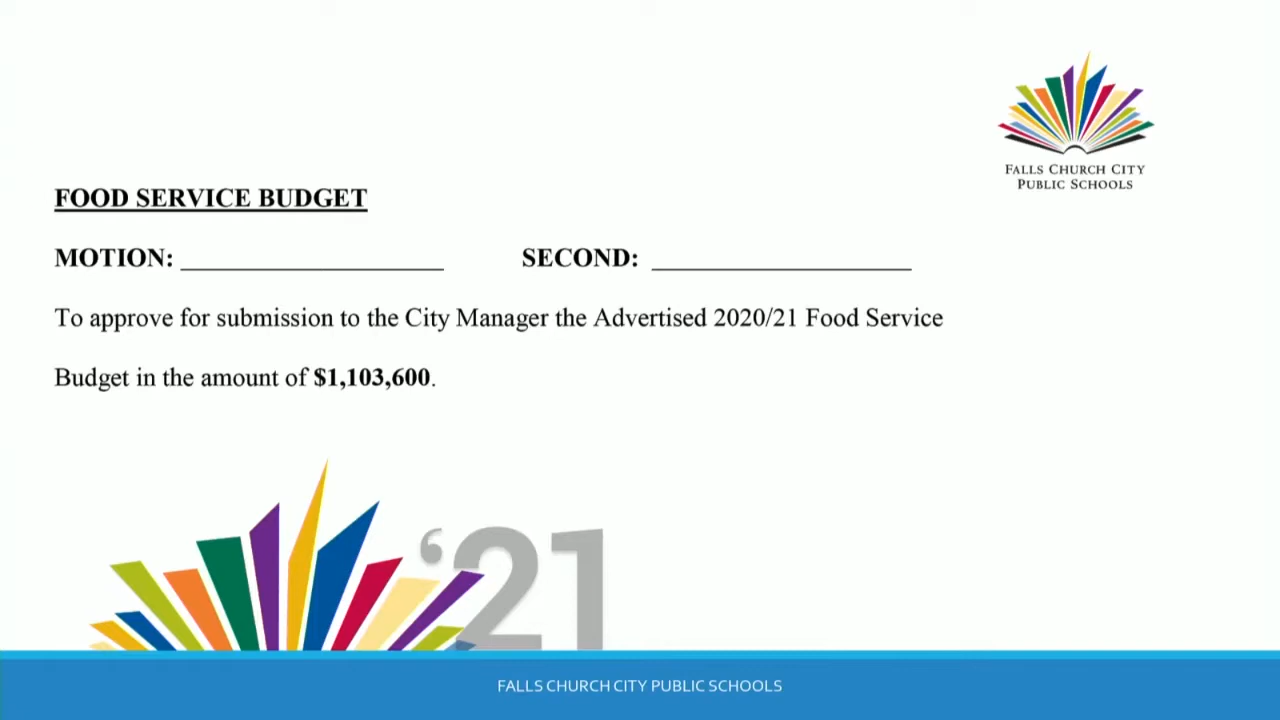 FALLS CHURCH CITY
PUBLIC SCHOOLS
FOOD SERVICE BUDGET
MOTION: ____________________ SECOND: ____________________
To approve for submission to the City Manager the Advertised 2020/21 Food Service
Budget in the amount of $1,103,600.
‘21
FALLS CHURCH CITY PUBLIC SCHOOLS